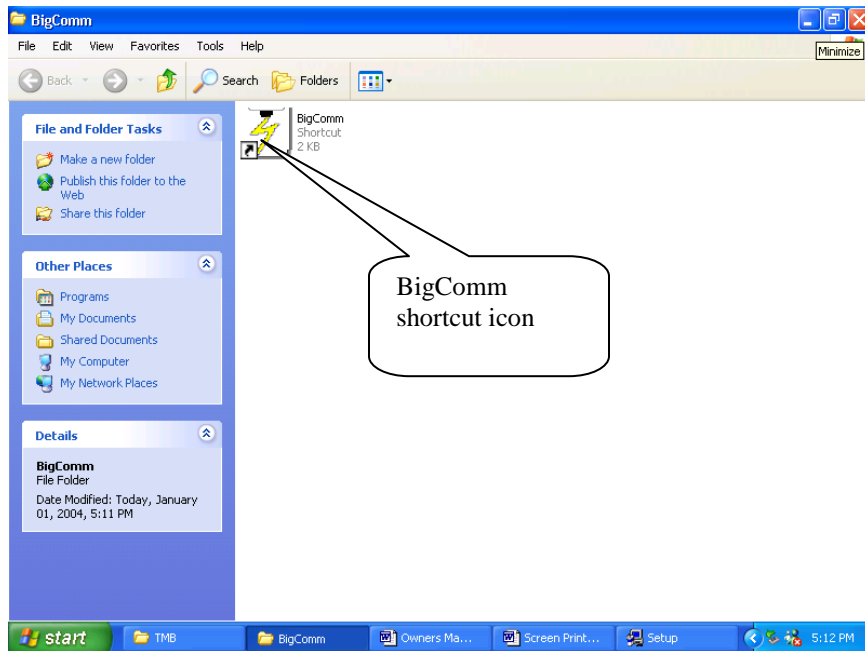 BigComm
File Edit View Favorites Tools Help
Minimize
Back Search Folders
File and Folder Tasks
Make a new folder
Publish this folder to the
Web
Share this folder
Other Places
Programs
My Documents
Shared Documents
My Computer
My Network Places
Details
BigComm
File Folder
Date Modified: Today, January
01, 2004, 5:11 PM
BigComm
Shortcut
2 KB
BigComm
shortcut icon
start TMB BigComm Owners Ma... Screen Print... Setup 5:12 PM